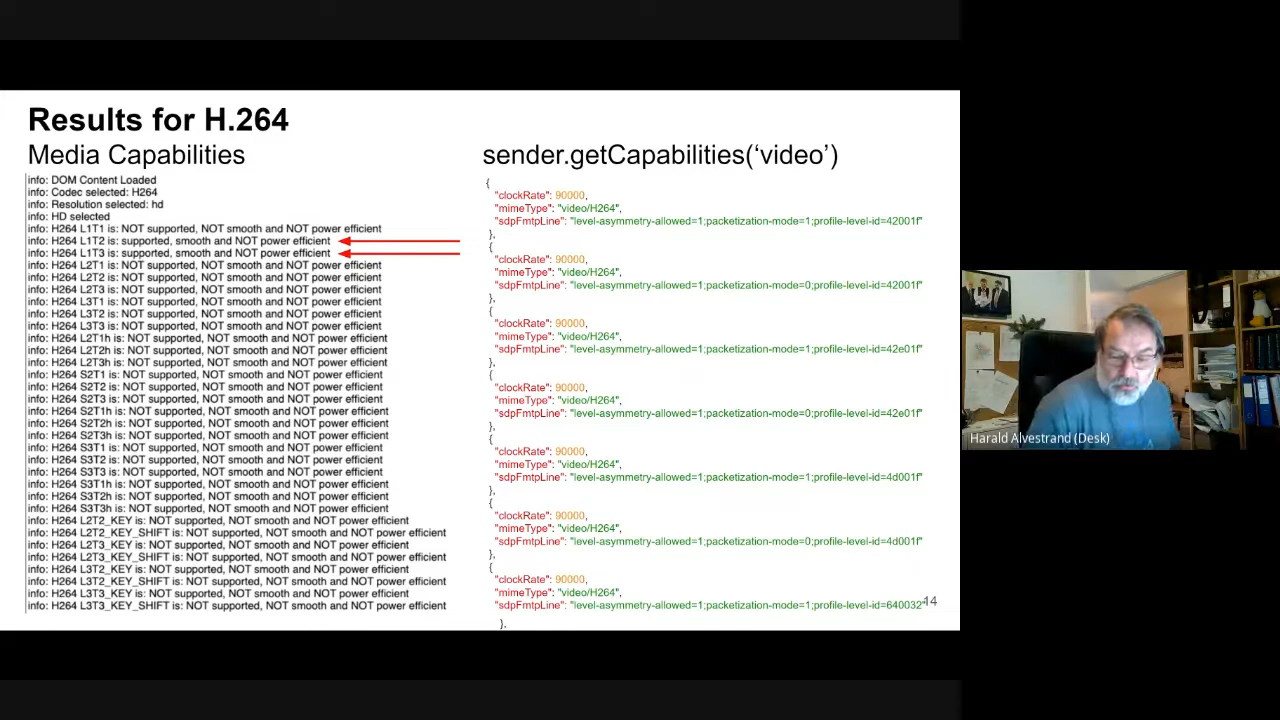 Results for H.264
Media Capabilities
info: DOM Content Loaded
info: Codec selected: H264
info: Resolution selected: hd
info: HD selected
info: H264 L1T1 is: NOT supported, NOT smooth and NOT power efficient
info: H264 L1T2 is: supported, smooth and NOT power efficient
info: H264 L1T3 is: supported, smooth and NOT power efficient
info: H264 L2T1 is: NOT supported, NOT smooth and NOT power efficient
info: H264 L2T2 is: NOT supported, NOT smooth and NOT power efficient
info: H264 L2T3 is: NOT supported, NOT smooth and NOT power efficient
info: H264 L3T1 is: NOT supported, NOT smooth and NOT power efficient
info: H264 L3T2 is: NOT supported, NOT smooth and NOT power efficient
info: H264 L3T3 is: NOT supported, NOT smooth and NOT power efficient
info: H264 L2T1h is: NOT supported, NOT smooth and NOT power efficient
info: H264 L2T2h is: NOT supported, NOT smooth and NOT power efficient
info: H264 L2T3h is: NOT supported, NOT smooth and NOT power efficient
info: H264 S2T1 is: NOT supported, NOT smooth and NOT power efficient
info: H264 S2T2 is: NOT supported, NOT smooth and NOT power efficient
info: H264 S2T3 is: NOT supported, NOT smooth and NOT power efficient
info: H264 S2T1h is: NOT supported, NOT smooth and NOT power efficient
info: H264 S2T2h is: NOT supported, NOT smooth and NOT power efficient
info: H264 S2T3h is: NOT supported, NOT smooth and NOT power efficient
info: H264 S3T1 is: NOT supported, NOT smooth and NOT power efficient
info: H264 S3T2 is: NOT supported, NOT smooth and NOT power efficient
info: H264 S3T3 is: NOT supported, NOT smooth and NOT power efficient
info: H264 S3T1h is: NOT supported, NOT smooth and NOT power efficient
info: H264 S3T2h is: NOT supported, NOT smooth and NOT power efficient
info: H264 S3T3h is: NOT supported, NOT smooth and NOT power efficient
info: H264 L2T2_KEY is: NOT supported, NOT smooth and NOT power efficient
info: H264 L2T2_KEY_SHIFT is: NOT supported, NOT smooth and NOT power efficient
info: H264 L2T3_KEY is: NOT supported, NOT smooth and NOT power efficient
info: H264 L2T3_KEY_SHIFT is: NOT supported, NOT smooth and NOT power efficient
info: H264 L3T2_KEY is: NOT supported, NOT smooth and NOT power efficient
info: H264 L3T2_KEY_SHIFT is: NOT supported, NOT smooth and NOT power efficient
info: H264 L3T3_KEY is: NOT supported, NOT smooth and NOT power efficient
info: H264 L3T3_KEY_SHIFT is: NOT supported, NOT smooth and NOT power efficient
sender.getCapabilities(‘video’)
{
"clockRate": 90000,
"mimeType": "video/H264",
"sdpFmtpLine": "level-asymmetry-allowed=1;packetization-mode=1;profile-level-id=42001f"
},
{
"clockRate": 90000,
"mimeType": "video/H264",
"sdpFmtpLine": "level-asymmetry-allowed=1;packetization-mode=0;profile-level-id=42001f"
},
{
"clockRate": 90000,
"mimeType": "video/H264",
"sdpFmtpLine": "level-asymmetry-allowed=1;packetization-mode=1;profile-level-id=42e01f"
},
{
"clockRate": 90000,
"mimeType": "video/H264",
"sdpFmtpLine": "level-asymmetry-allowed=1;packetization-mode=0;profile-level-id=42e01f"
},
{
"clockRate": 90000,
"mimeType": "video/H264",
"sdpFmtpLine": "level-asymmetry-allowed=1;packetization-mode=1;profile-level-id=4d001f"
},
{
"clockRate": 90000,
"mimeType": "video/H264",
"sdpFmtpLine": "level-asymmetry-allowed=1;packetization-mode=0;profile-level-id=4d001f"
},
{
"clockRate": 90000,
"mimeType": "video/H264",
"sdpFmtpLine": "level-asymmetry-allowed=1;packetization-mode=1;profile-level-id=640032"
},
14
Harald Alvestrand (Desk)